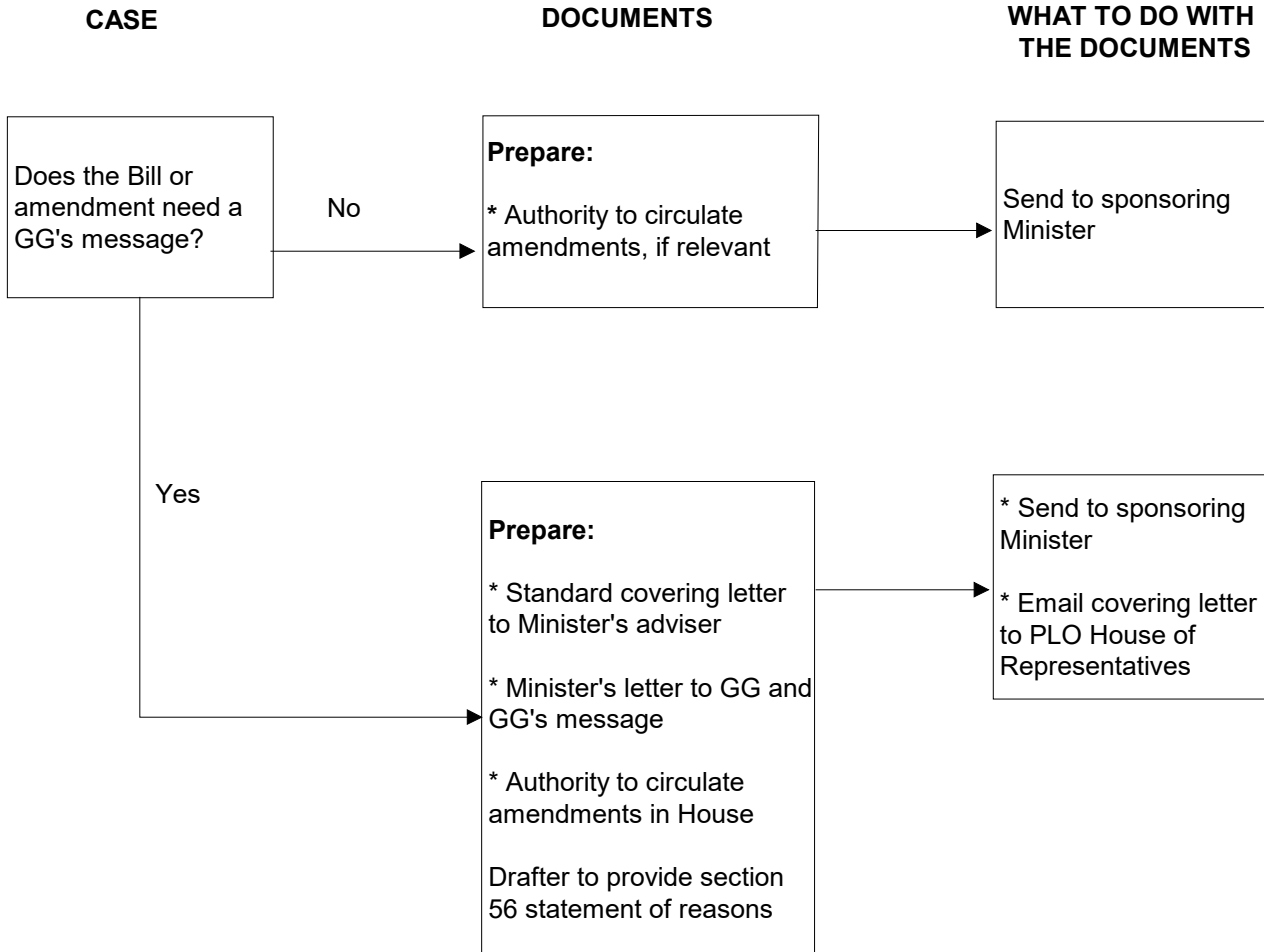 CASE
DOCUMENTS
WHAT TO DO WITH
THE DOCUMENTS
Does the Bill or
amendment need a
GG's message?
No
Prepare:
* Authority to circulate
amendments, if relevant
Send to sponsoring
Minister
Yes
Prepare:
* Standard covering letter
to Minister's adviser
* Minister's letter to GG and
GG's message
* Authority to circulate
amendments in House
Drafter to provide section
56 statement of reasons
* Send to sponsoring
Minister
* Email covering letter
to PLO House of
Representatives